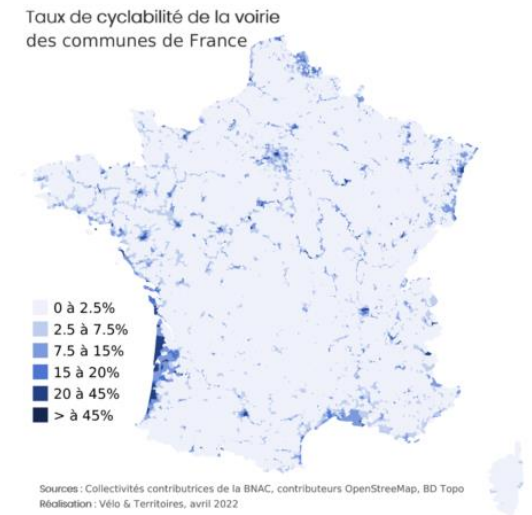 Taux de cyclabilité de la voirie
des communes de France
0 à 2.5%
2.5 à 7.5%
7.5 à 15%
15 à 20%
20 à 45%
> à 45%
Sources : Collectivités contributrices de la BNAC, contributeurs OpenStreeMap, BD Topo
Réalisation : Vélo & Territoires, avril 2022